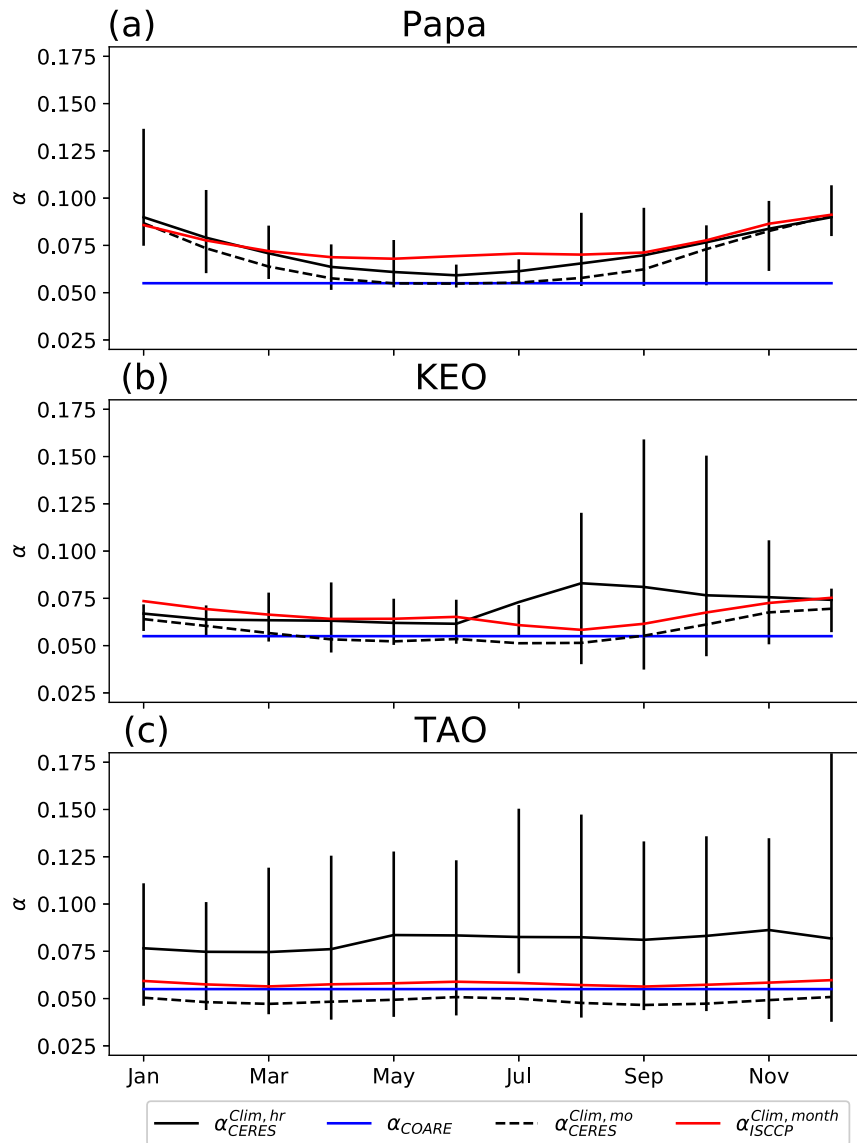 (a) Papa
0.175
0.150
0.125
0.100
0.075
0.050
0.025
α
(b) KEO
0.175
0.150
0.125
0.100
0.075
0.050
0.025
α
(c) TAO
0.175
0.150
0.125
0.100
0.075
0.050
0.025
α
Jan Mar May Jul Sep Nov
α_{CERES}^{Clim, hr} α_{COARE} α_{CERES}^{Clim, mo} α_{ISCCP}^{Clim, month}